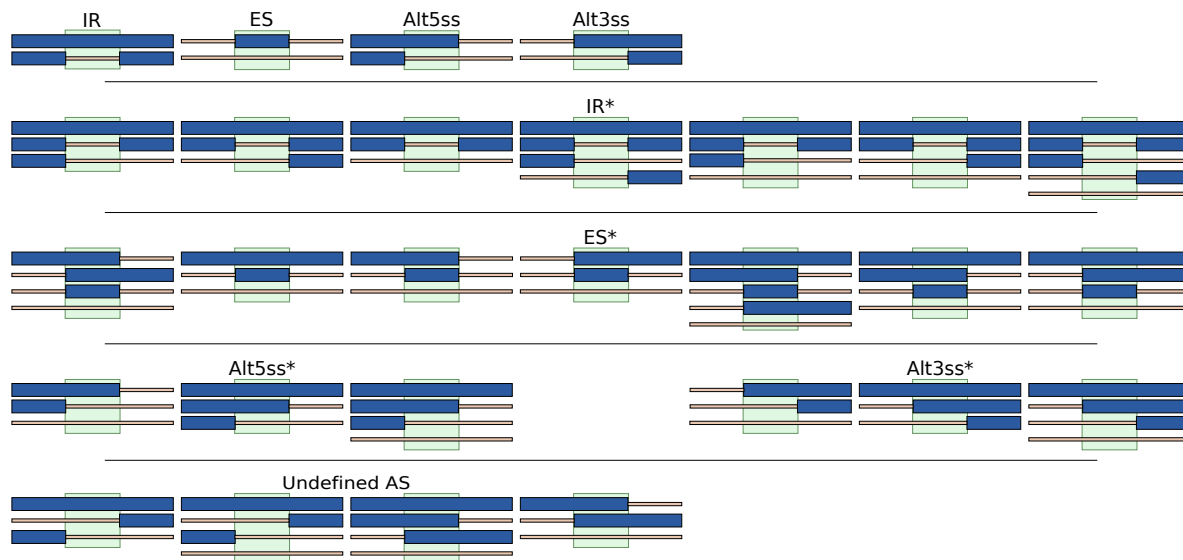 IR ES Alt5ss Alt3ss
IR*
ES*
Alt5ss* Alt3ss*
Undefined AS